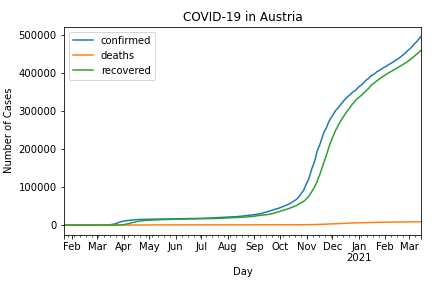 COVID-19 in Austria
confirmed
deaths
recovered
Number of Cases
500000
400000
300000
200000
100000
0
Feb Mar Apr May Jun Jul Aug Sep Oct Nov Dec Jan Feb Mar
2021
Day